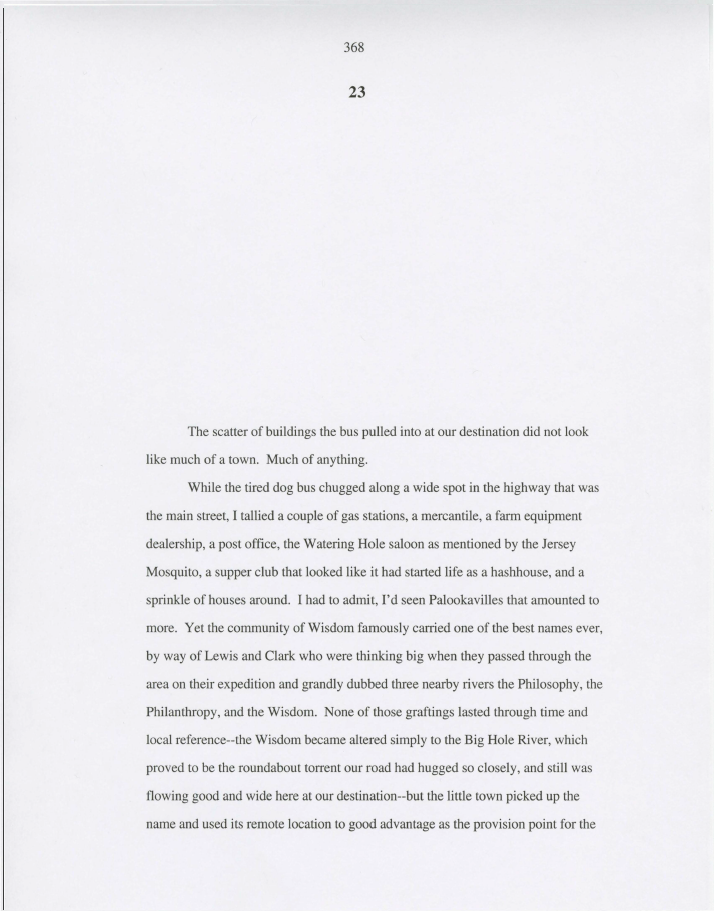 368
23
The scatter of buildings the bus pulled into at our destination did not look
like much of a town.  Much of anything.
While the tired dog bus chugged along a wide spot in the highway that was
the main street, I tallied a couple of gas stations, a mercantile, a farm equipment
dealership, a post office, the Watering Hole saloon as mentioned by the Jersey
Mosquito, a supper club that looked like it had started life as a hashhouse, and a
sprinkle of houses around.  I had to admit, I'd seen Palookavilles that amounted to
more.  Yet the community of Wisdom famously carried one of the best names ever,
by way of Lewis and Clark who were thinking big when they passed through the
area on their expedition and grandly dubbed three nearby rivers the Philosophy, the
Philanthropy, and the Wisdom.  None of those graftings lasted through time and
local reference--the Wisdom became altered simply to the Big Hole River, which
proved to be the roundabout torrent our road had hugged so closely, and still was
flowing good and wide here at our destination--but the little town picked up the
name and used its remote location to good advantage as the provision point for the